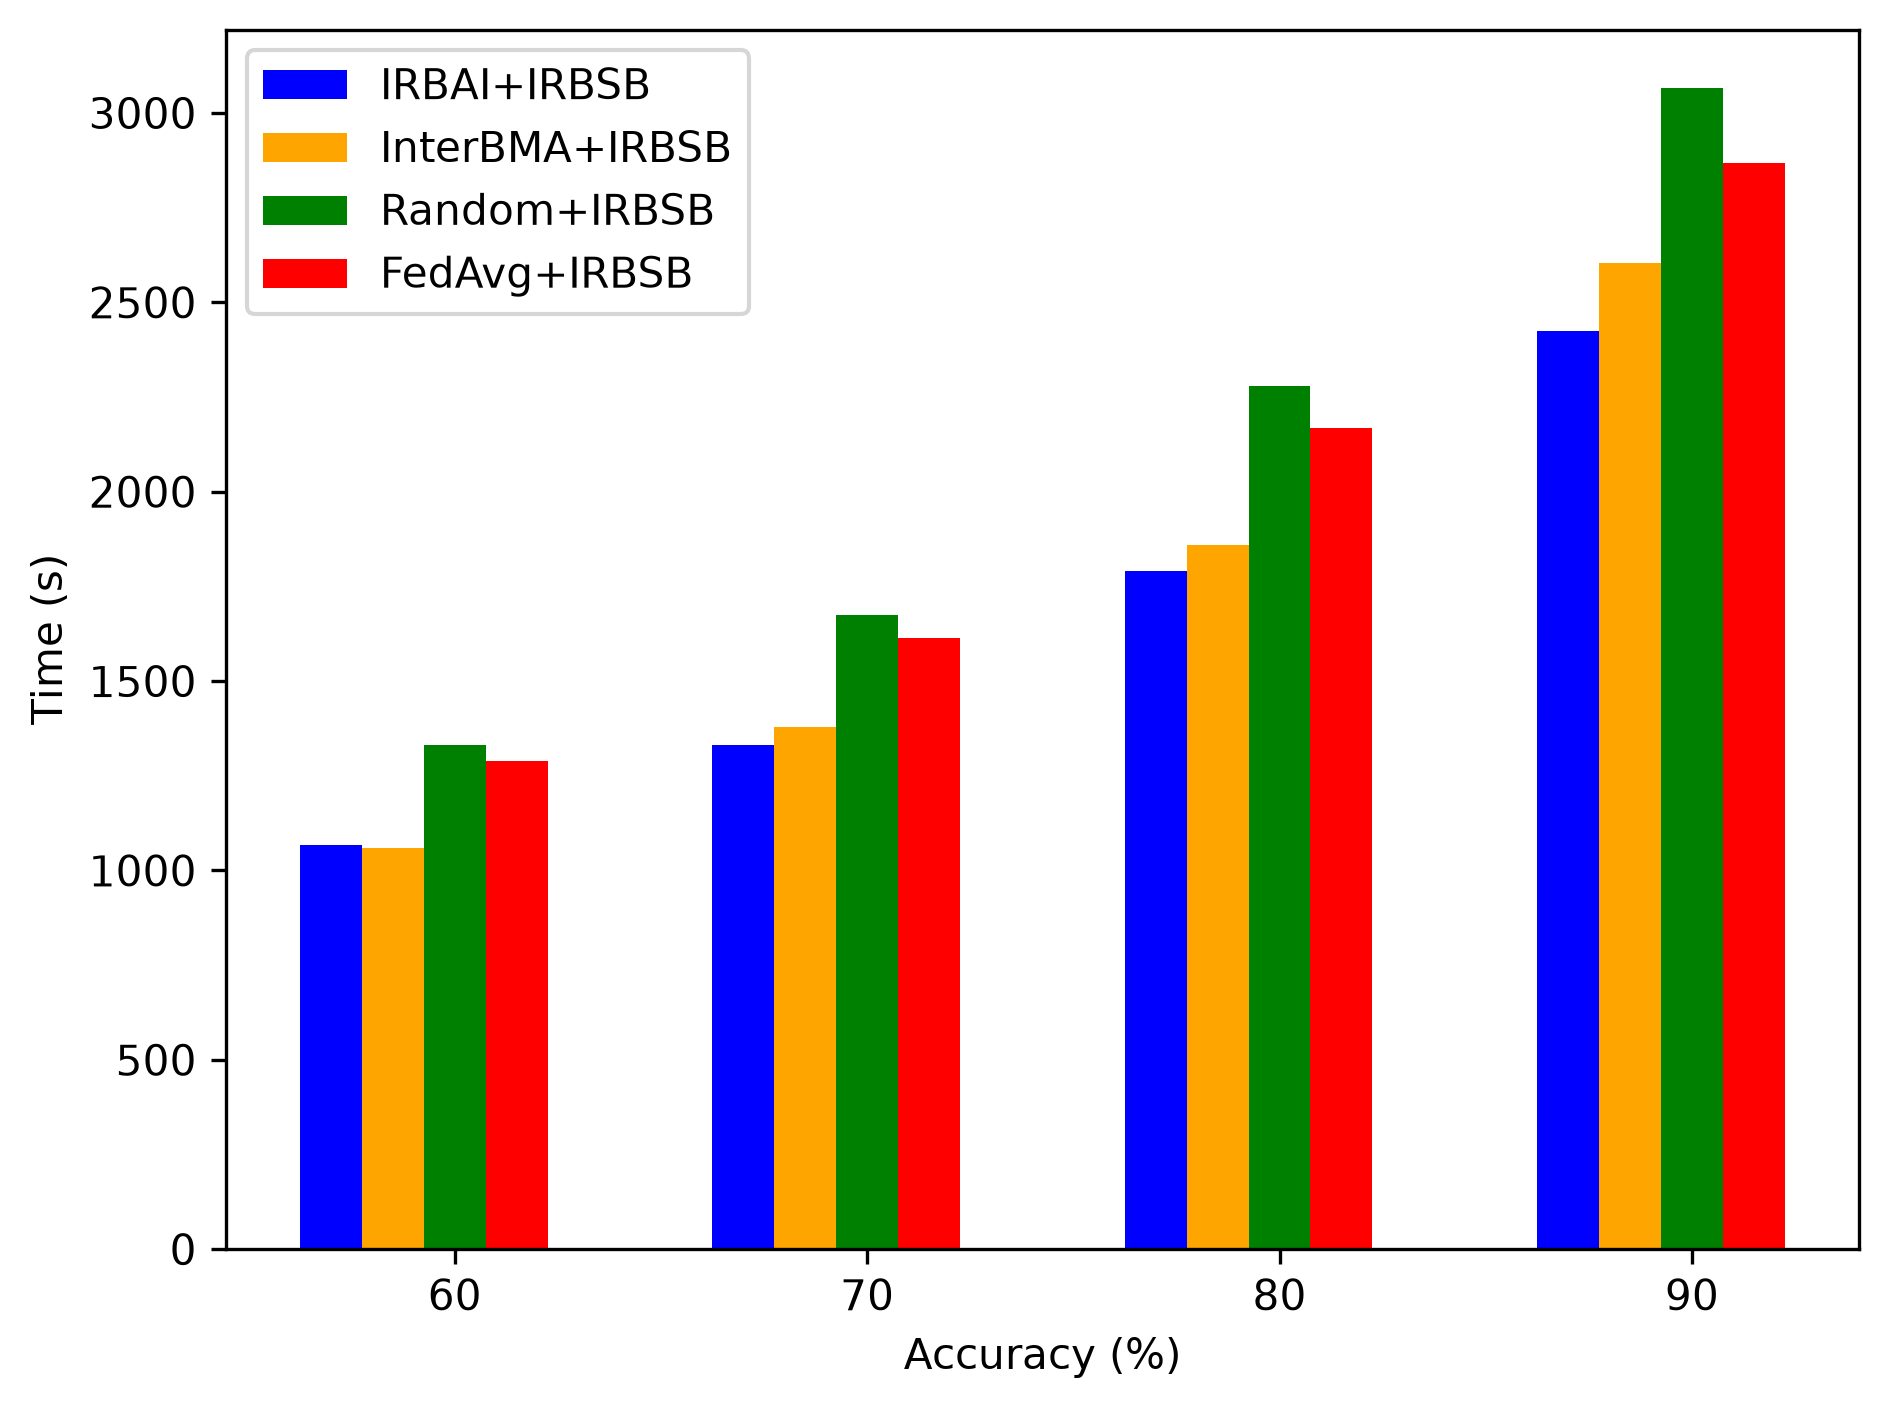 IRBAI+IRBSB
InterBMA+IRBSB
Random+IRBSB
FedAvg+IRBSB
3000
2500
2000
1500
1000
500
0
Time (s)
60 70 80 90
Accuracy (%)